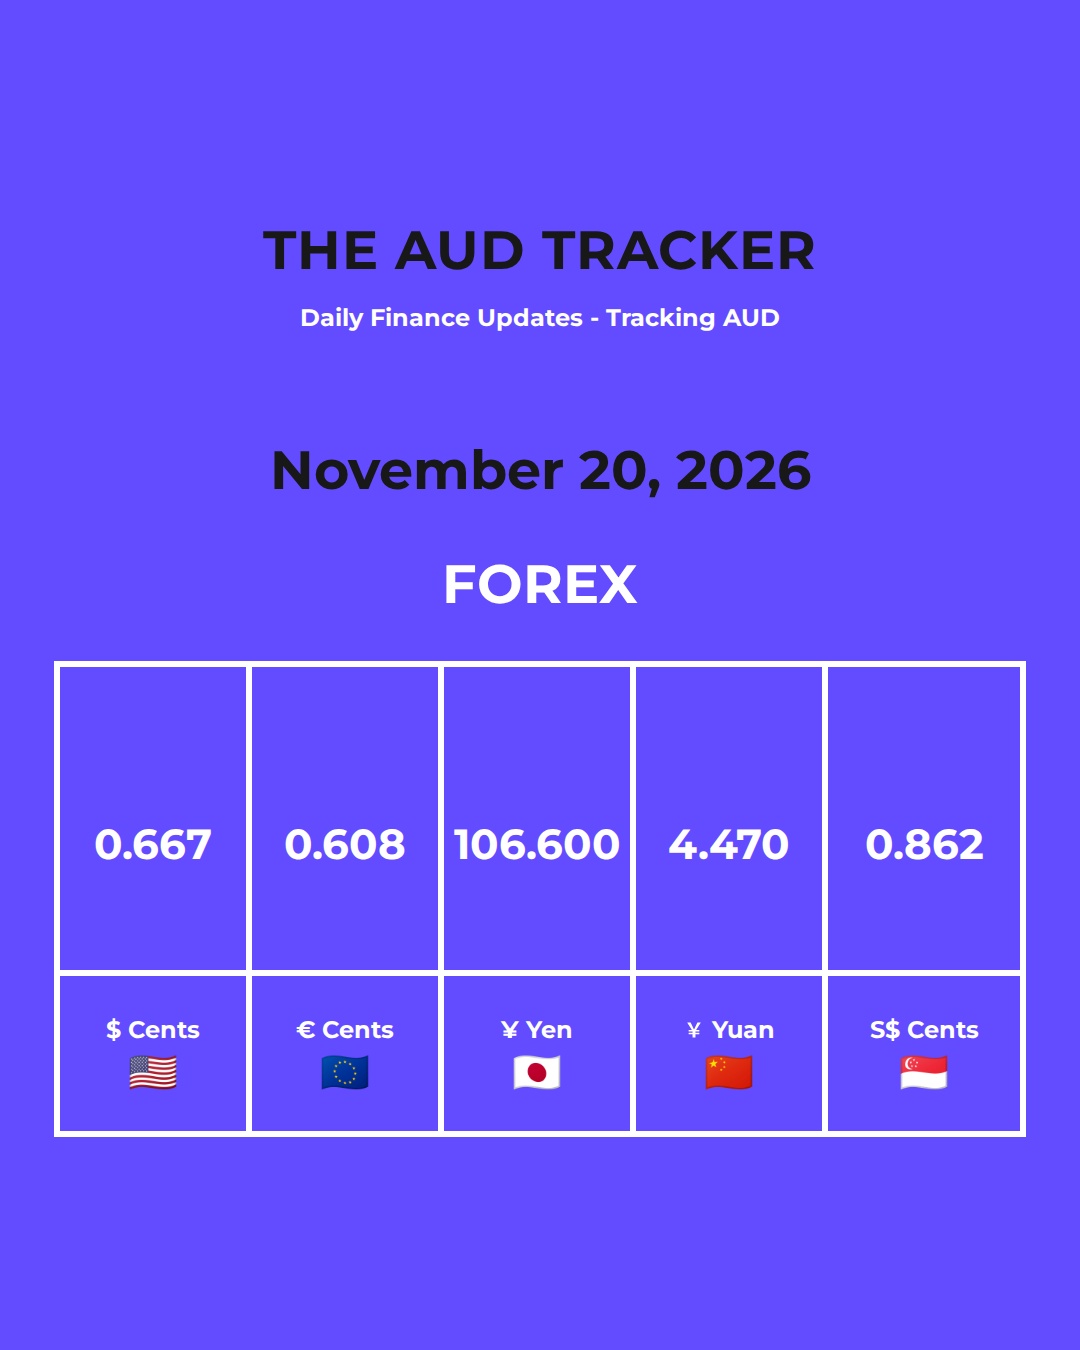 THE AUD TRACKER
Daily Finance Updates - Tracking AUD
November 20, 2026
FOREX
0.667 0.608 106.600 4.470 0.862
$ Cents € Cents ¥ Yen ¥ Yuan S$ Cents